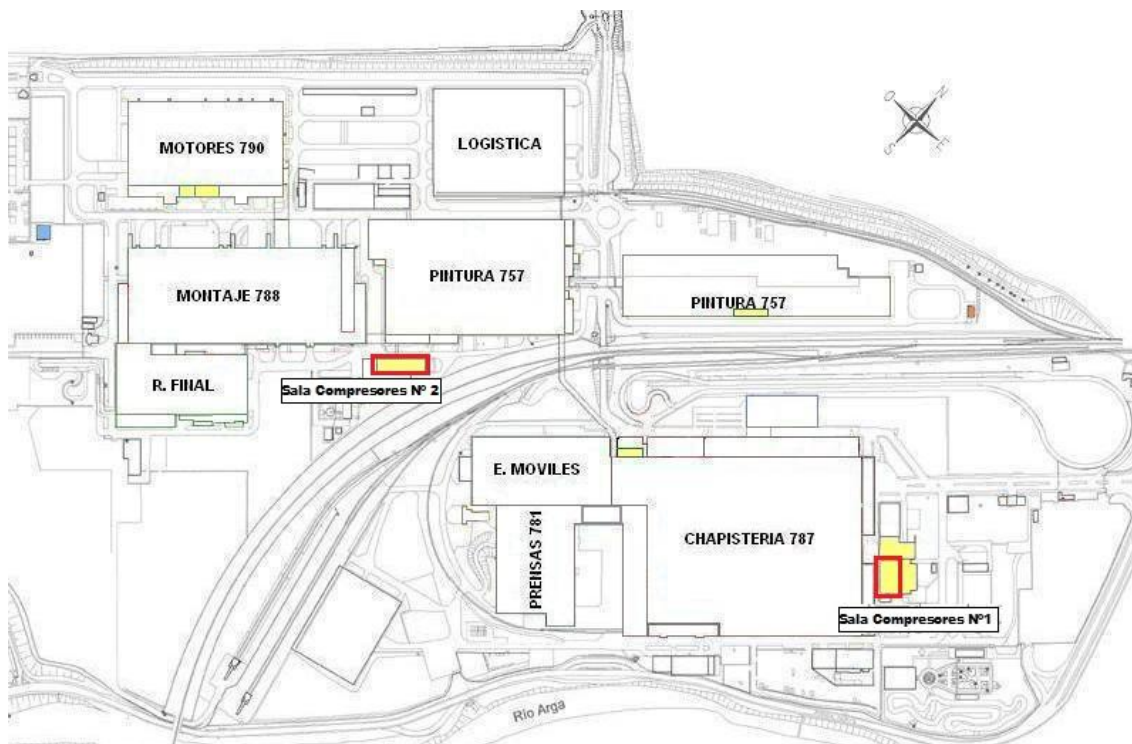 MOTORES 790
LOGISTICA
O
N
S
E
PINTURA 757
MONTAJE 788
PINTURA 757
R. FINAL
Sala Compresores Nº 2
E. MOVILES
PRENSAS 781
CHAPISTERIA 787
Sala Compresores Nº1
Río Arga